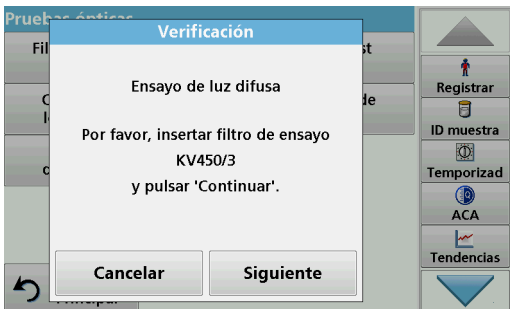 Pruebas ópticas
Verificación
Ensayo de luz difusa
Por favor, insertar filtro de ensayo
KV450/3
y pulsar 'Continuar'.
Cancelar
Siguiente
Registrar
ID muestra
Temporizad
ACA
Tendencias